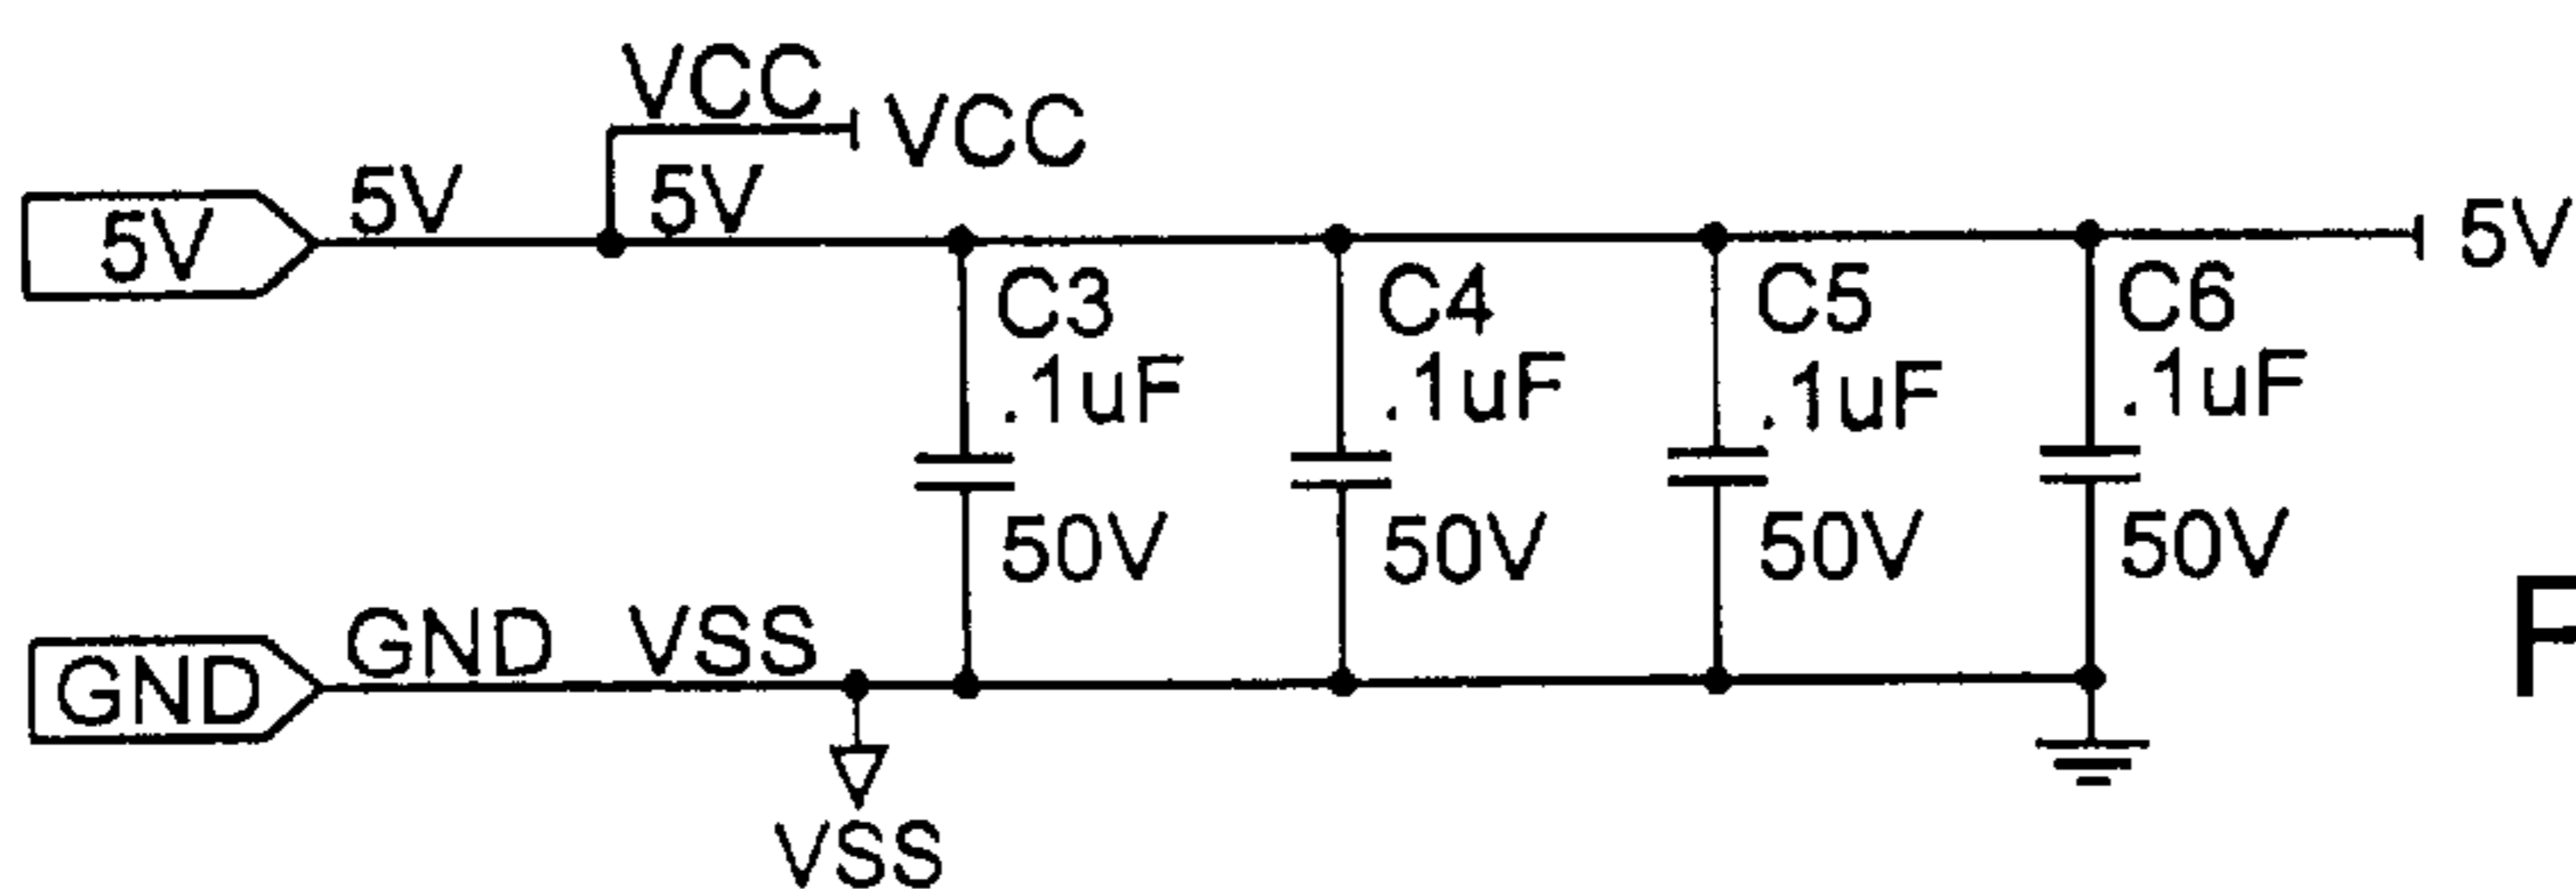 VCC
VCC
5V
5V
5V
5V
C3
.1uF
50V
C4
.1uF
50V
C5
.1uF
50V
C6
.1uF
50V
F
GND
GND
VSS
VSS